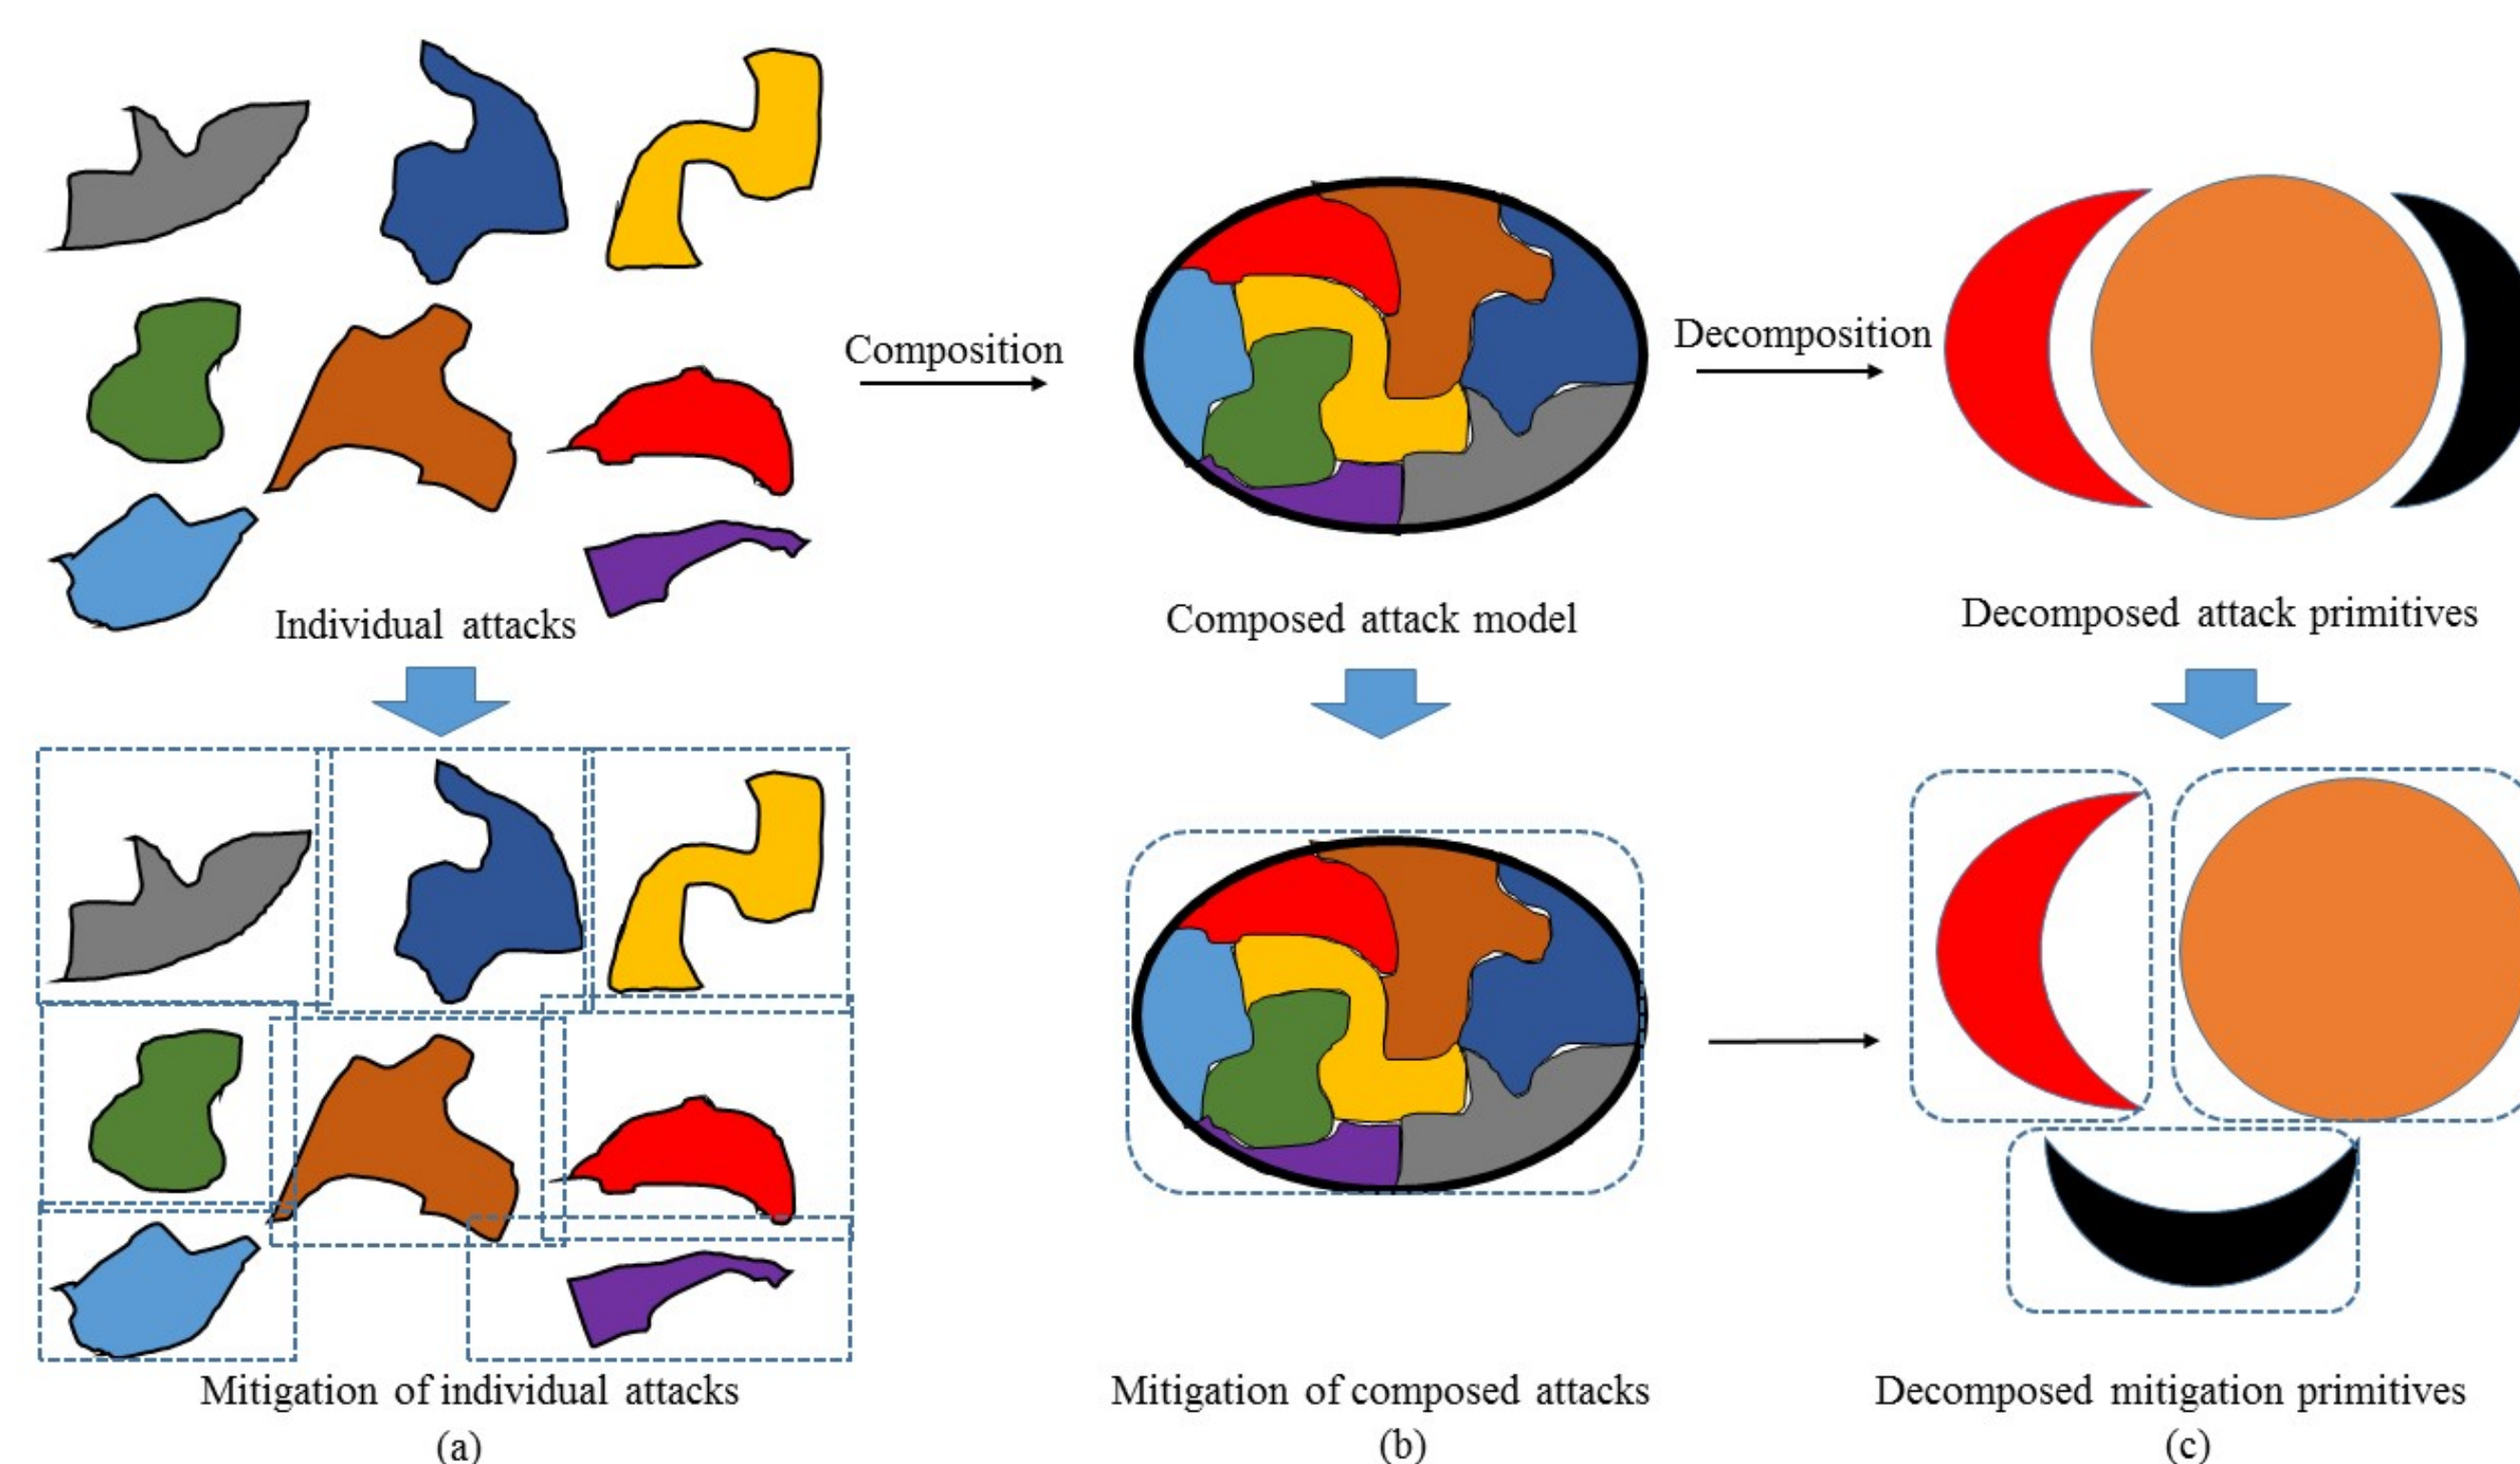 Composition
Decomposition
Individual attacks
Composed attack model
Decomposed attack primitives
Mitigation of individual attacks
Mitigation of composed attacks
Decomposed mitigation primitives
(a)
(b)
(c)